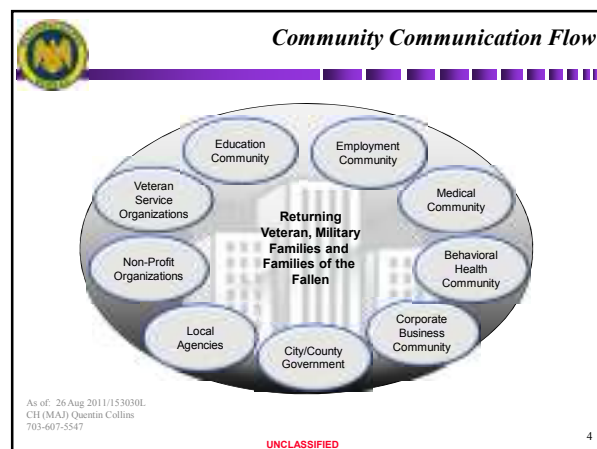 Community Communication Flow
Education
Community
Employment
Community
Veteran
Service
Organizations
Medical
Community
Returning
Veteran, Military
Families and
Families of the
Fallen
Non-Profit
Organizations
Behavioral
Health
Community
Local
Agencies
City/County
Government
Corporate
Business
Community
As of: 26 Aug 2011/153030L
CH (MAJ) Quentin Collins
703-607-5547
UNCLASSIFIED
4